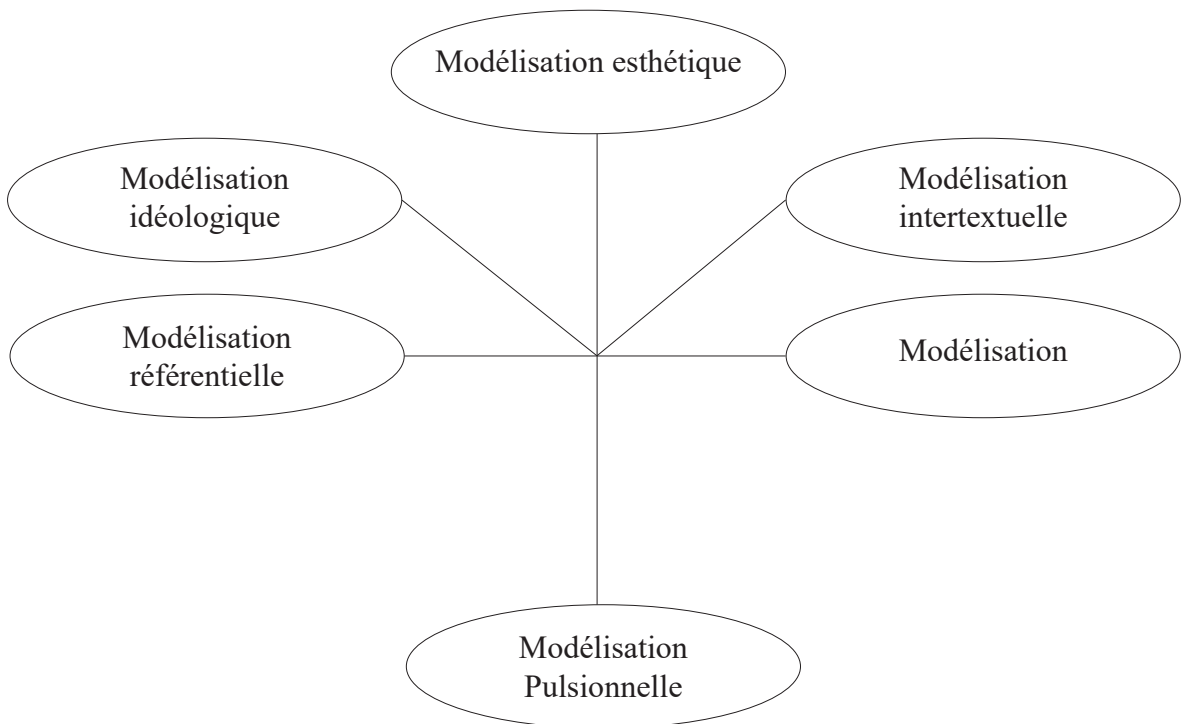 Modélisation esthétique
Modélisation
idéologique
Modélisation
intertextuelle
Modélisation
référentielle
Modélisation
Modélisation
Pulsionnelle